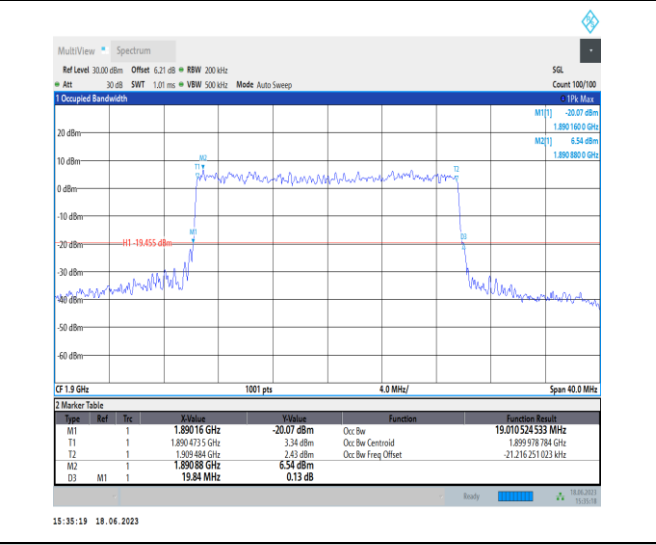 MultiView Spectrum
Ref Level 30.00 dBm Offset 6.21 dB RBW 200 kHz SGL
Att 30 dB SWT 1.01 ms VBW 500 kHz Mode Auto Sweep Count 100/100
1 Occupied Bandwidth 1Pk Max
M1[1] -20.07 dBm
1.890 160 0 GHz
M2[1] 6.54 dBm
1.890 880 0 GHz
20 dBm
10 dBm
M2
T1
T2
0 dBm
-10 dBm
M1
D3
-20 dBm
H1 -19.455 dBm
-30 dBm
-40 dBm
-50 dBm
-60 dBm
CF 1.9 GHz 1001 pts 4.0 MHz/ Span 40.0 MHz
2 Marker Table
Type Ref Trc X-Value Y-Value Function Function Result
M1 1 1.89016 GHz -20.07 dBm Occ Bw 19.010 524 533 MHz
T1 1 1.890 473 5 GHz 3.34 dBm Occ Bw Centroid 1.899 978 784 GHz
T2 1 1.909 484 GHz 2.43 dBm Occ Bw Freq Offset -21.216 251 023 kHz
M2 1 1.89088 GHz 6.54 dBm
D3 M1 1 19.84 MHz 0.13 dB
Ready 18.06.2023
15:35:18
15:35:19 18.06.2023